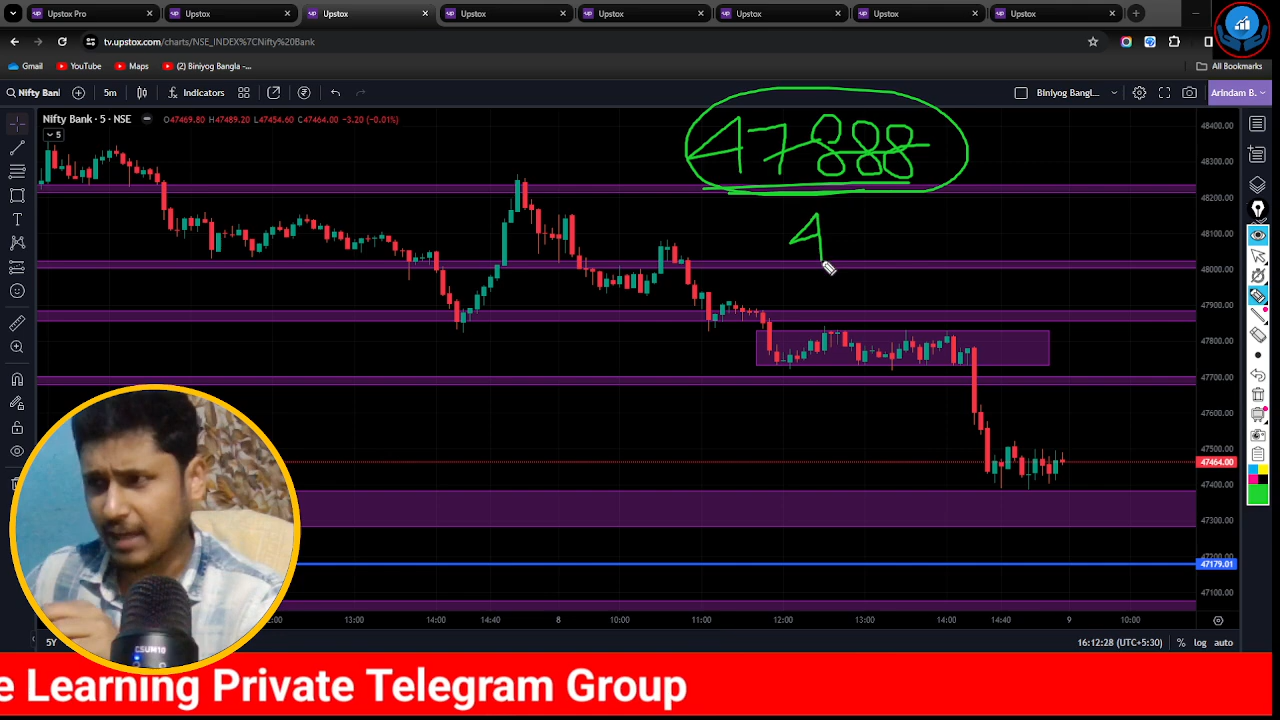 Upstox Pro
Upstox
Upstox
Upstox
Upstox
Upstox
Upstox
Upstox
tv.upstox.com/charts/NSE_INDEX%7CNifty%20Bank
Gmail
YouTube
Maps
(2) Biniyog Bangla -...
All Bookmarks
Nifty Banl
5m
Indicators
Biniyog Bangl...
Arindam B.
Nifty Bank · 5 · NSE
O47469.80 H47489.20 L47454.60 C47464.00 -3.20 (-0.01%)
5
47888
4
48400.00
48300.00
48200.00
48100.00
48000.00
47900.00
47800.00
47700.00
47600.00
47500.00
47464.00
47400.00
47300.00
47200.00
47179.01
47100.00
13:00
14:00
14:40
8
10:00
11:00
12:00
13:00
14:00
14:40
9
10:00
5Y
16:12:28 (UTC+5:30)
%
log
auto
CSUM10
e Learning Private Telegram Group